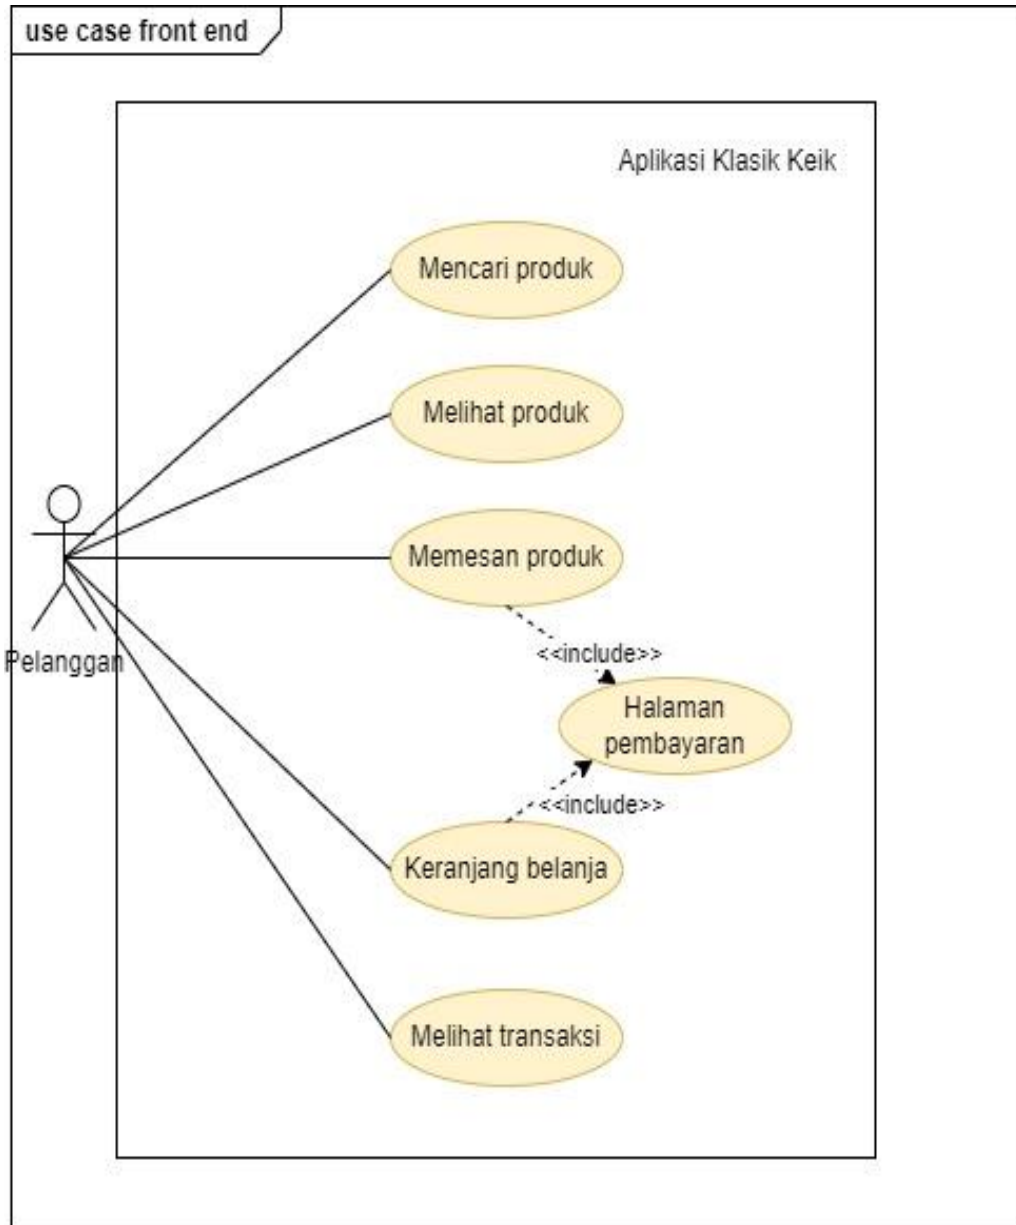 use case front end
Aplikasi Klasik Keik
Mencari produk
Melihat produk
Memesan produk
Pelanggan
<<include>>
Halaman
pembayaran
<<include>>
Keranjang belanja
Melihat transaksi